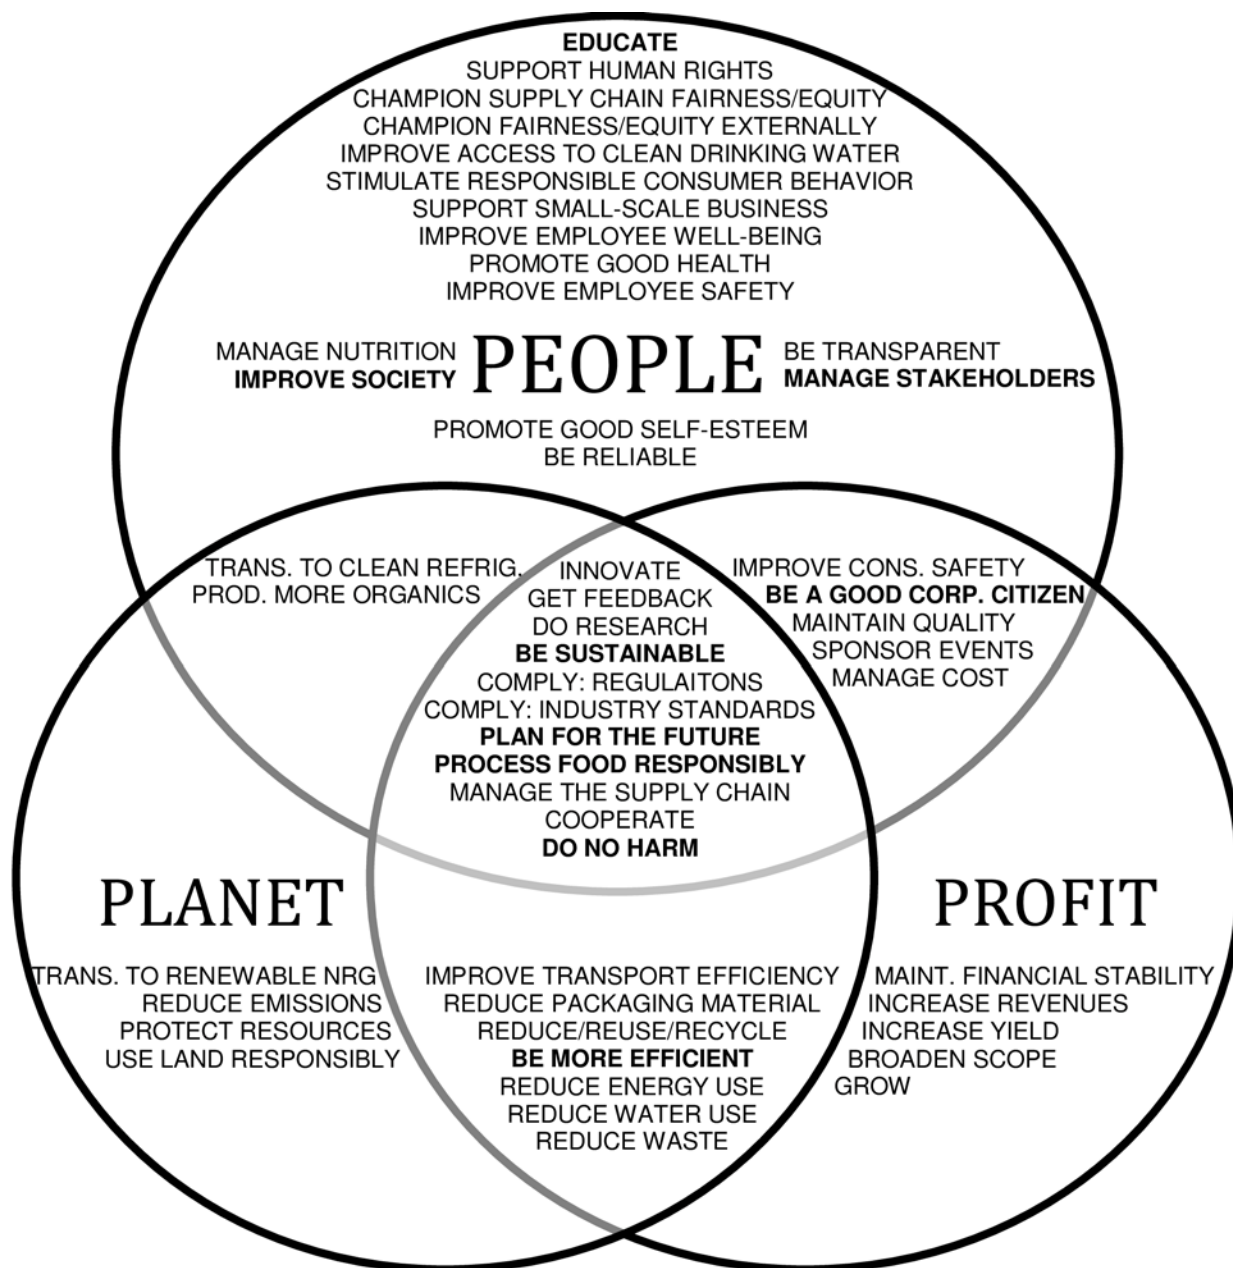 EDUCATE
SUPPORT HUMAN RIGHTS
CHAMPION SUPPLY CHAIN FAIRNESS/EQUITY
CHAMPION FAIRNESS/EQUITY EXTERNALLY
IMPROVE ACCESS TO CLEAN DRINKING WATER
STIMULATE RESPONSIBLE CONSUMER BEHAVIOR
SUPPORT SMALL-SCALE BUSINESS
IMPROVE EMPLOYEE WELL-BEING
PROMOTE GOOD HEALTH
IMPROVE EMPLOYEE SAFETY
MANAGE NUTRITION
IMPROVE SOCIETY
PEOPLE
BE TRANSPARENT
MANAGE STAKEHOLDERS
PROMOTE GOOD SELF-ESTEEM
BE RELIABLE
TRANS. TO CLEAN REFRIG.
PROD. MORE ORGANICS
INNOVATE
GET FEEDBACK
DO RESEARCH
BE SUSTAINABLE
COMPLY: REGULAITONS
COMPLY: INDUSTRY STANDARDS
PLAN FOR THE FUTURE
PROCESS FOOD RESPONSIBLY
MANAGE THE SUPPLY CHAIN
COOPERATE
DO NO HARM
IMPROVE CONS. SAFETY
BE A GOOD CORP. CITIZEN
MAINTAIN QUALITY
SPONSOR EVENTS
MANAGE COST
PLANET
TRANS. TO RENEWABLE NRG
REDUCE EMISSIONS
PROTECT RESOURCES
USE LAND RESPONSIBLY
IMPROVE TRANSPORT EFFICIENCY
REDUCE PACKAGING MATERIAL
REDUCE/REUSE/RECYCLE
BE MORE EFFICIENT
REDUCE ENERGY USE
REDUCE WATER USE
REDUCE WASTE
PROFIT
MAINT. FINANCIAL STABILITY
INCREASE REVENUES
INCREASE YIELD
BROADEN SCOPE
GROW